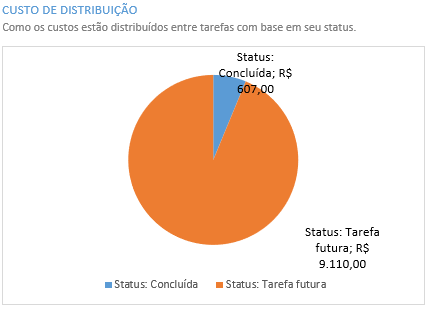 CUSTO DE DISTRIBUIÇÃO
Como os custos estão distribuídos entre tarefas com base em seu status.
Status:
Concluída; R$
607,00
Status: Tarefa
futura; R$
9.110,00
Status: Concluída
Status: Tarefa futura